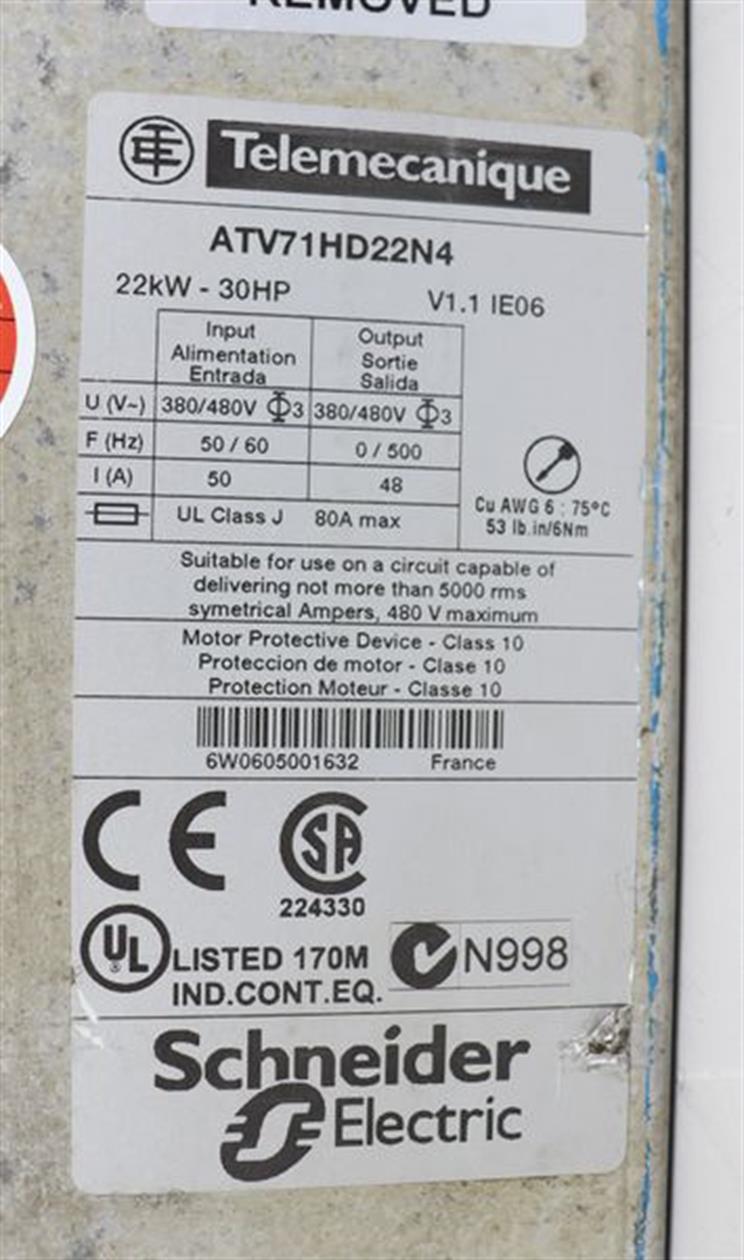 REMOVED
Telemecanique
ATV71HD22N4
22kW - 30HP V1.1 IE06
Input Output
Alimentation Sortie
Entrada Salida
U (V~) 380/480V Φ3 380/480V Φ3
F (Hz) 50 / 60 0 / 500
I (A) 50 48
UL Class J 80A max
Cu AWG 6 : 75°C
53 lb.in/6Nm
Suitable for use on a circuit capable of
delivering not more than 5000 rms
symetrical Ampers, 480 V maximum
Motor Protective Device - Class 10
Proteccion de motor - Clase 10
Protection Moteur - Classe 10
6W0605001632 France
CE SA
224330
UL ® LISTED 170M N998
IND.CONT.EQ.
Schneider
Electric